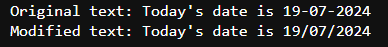 Original text: Today's date is 19-07-2024
Modified text: Today's date is 19/07/2024